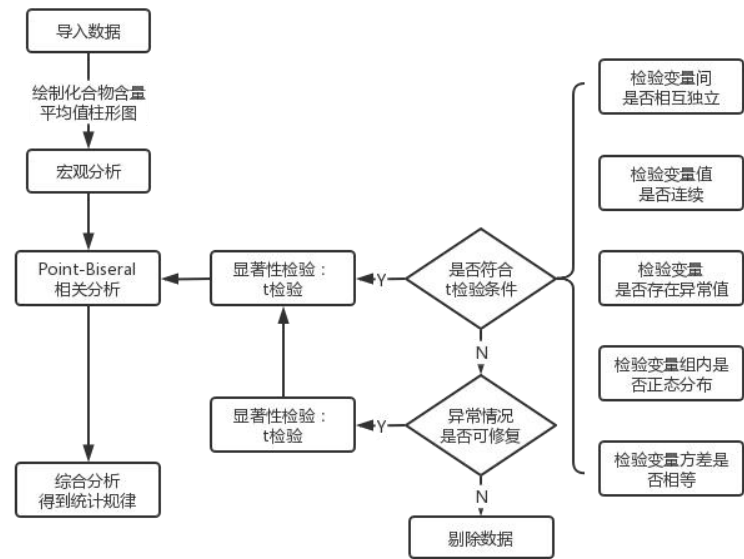 导入数据
绘制化合物含量
平均值柱形图
宏观分析
Point-Biseral
相关分析
综合分析
得到统计规律
显著性检验：
t检验
显著性检验：
t检验
Y
Y
是否符合
t检验条件
N
异常情况
是否可修复
N
剔除数据
检验变量间
是否相互独立
检验变量值
是否连续
检验变量
是否存在异常值
检验变量组内是
否正态分布
检验变量方差是
否相等